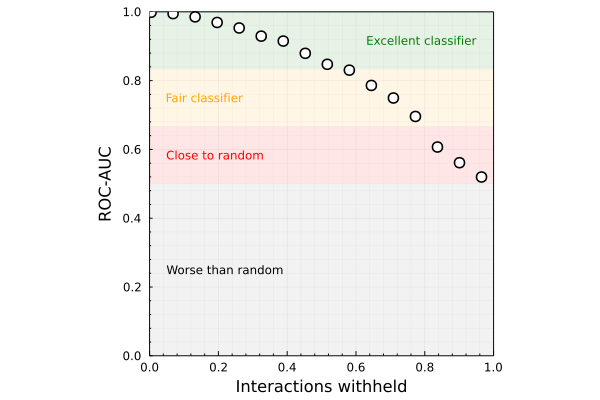 1.0
Excellent classifier
0.8
Fair classifier
0.6
Close to random
ROC-AUC
0.4
Worse than random
0.2
0.0
0.0 0.2 0.4 0.6 0.8 1.0
Interactions withheld